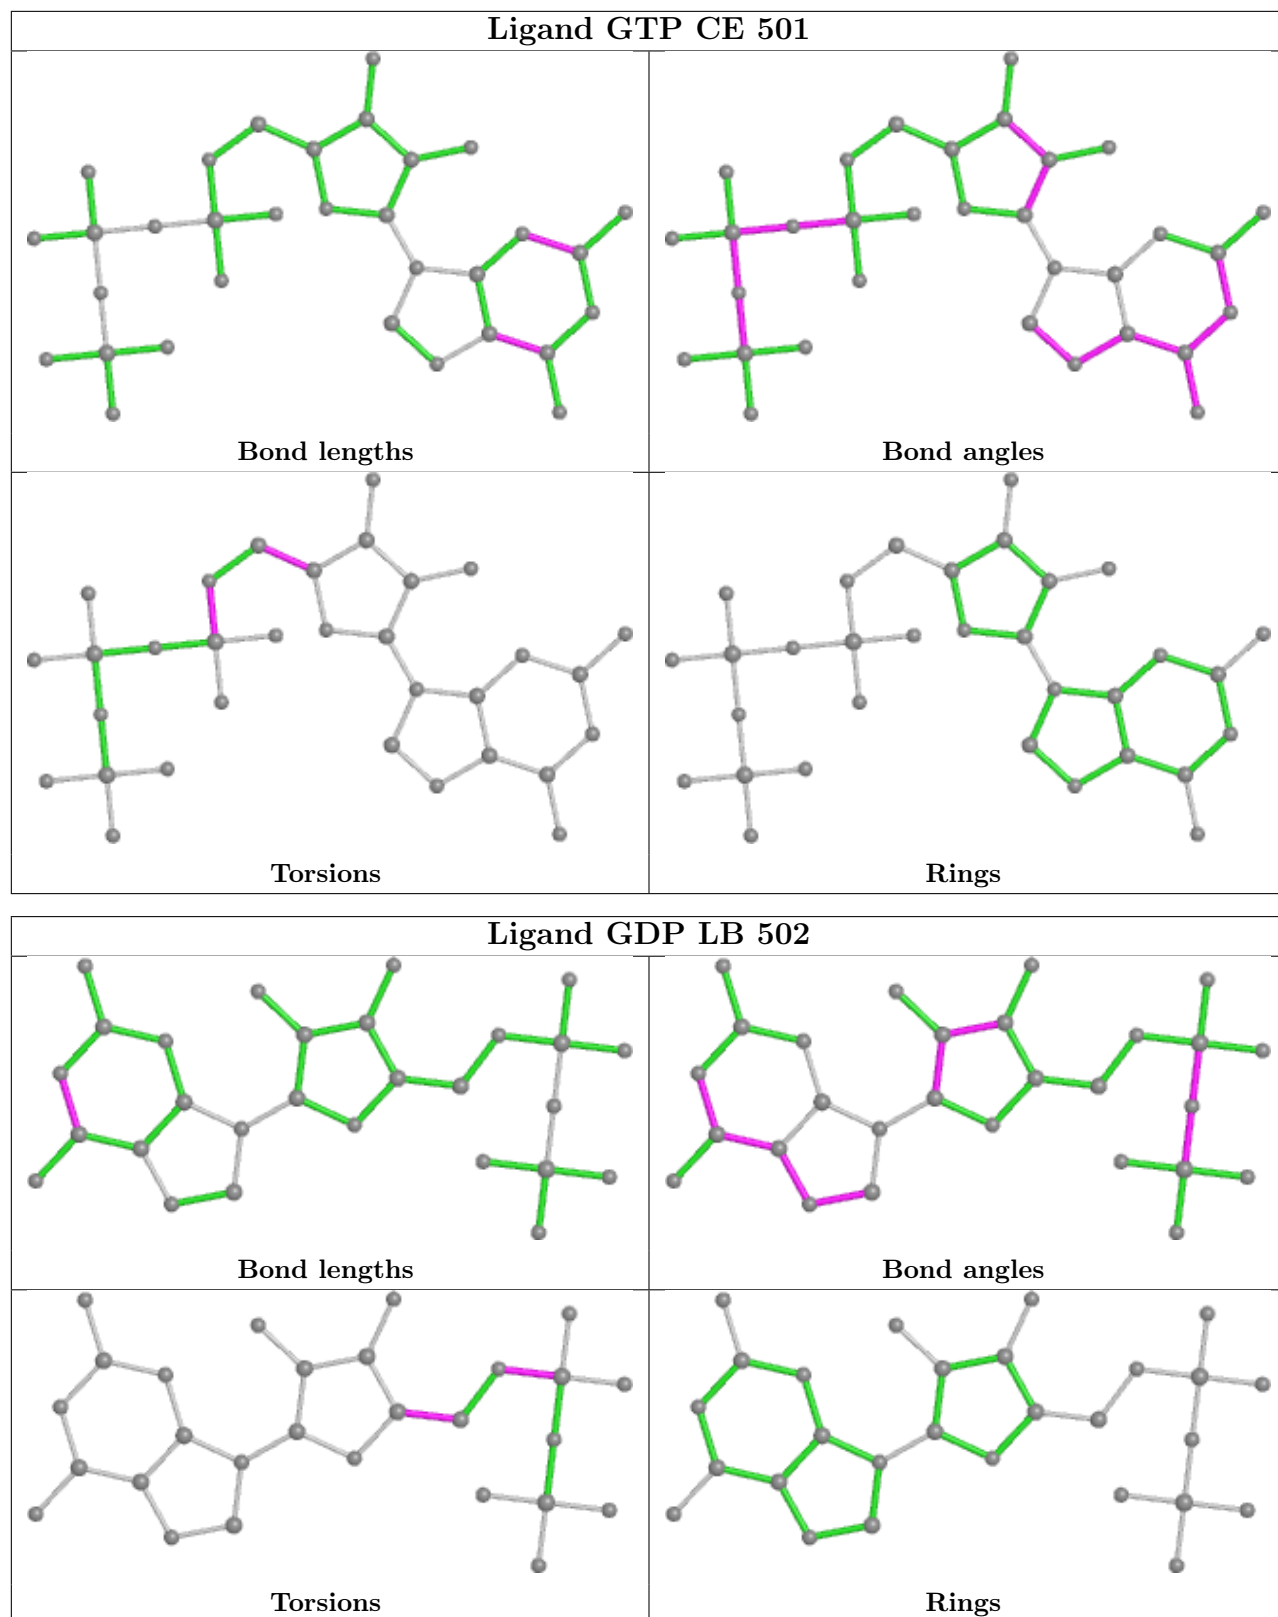 Ligand GTP CE 501
Bond lengths
Bond angles
Torsions
Rings
Ligand GDP LB 502
Bond lengths
Bond angles
Torsions
Rings